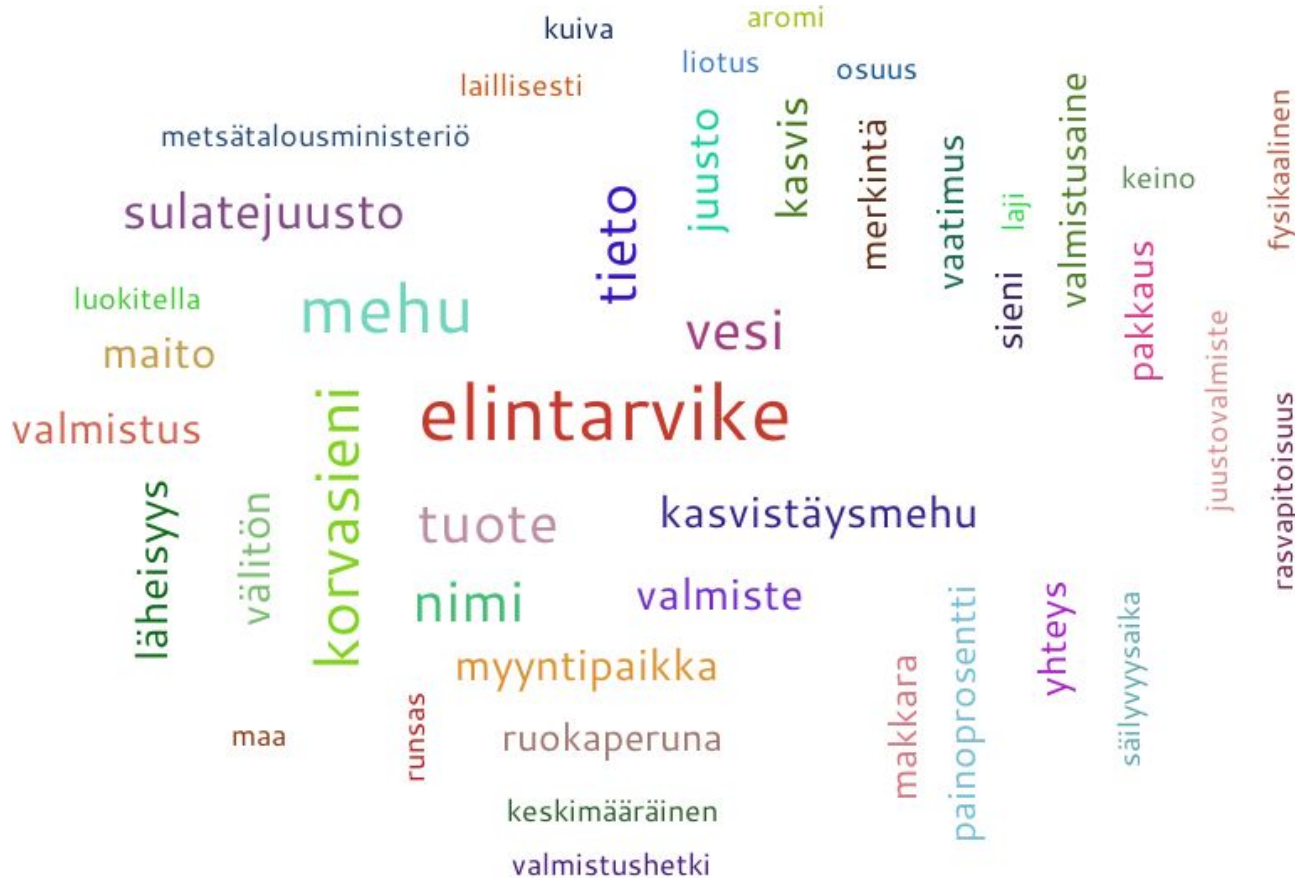 aromi
kuiva
liotus
osuus
laillisesti
metsätalousministeriö
juusto
kasvis
merkintä
vaatimus
laji
valmistusaine
keino
fysikaalinen
sulatejuusto
tieto
sieni
pakkaus
luokitella
mehu
vesi
maito
juustovalmiste
valmistus
korvasieni
elintarvike
rasvapitoisuus
läheisyys
välitön
tuote
kasvistäysmehu
nimi
valmiste
painoprosentti
yhteys
säilyvyysaika
myyntipaikka
makkara
maa
runsas
ruokaperuna
keskimääräinen
valmistushetki